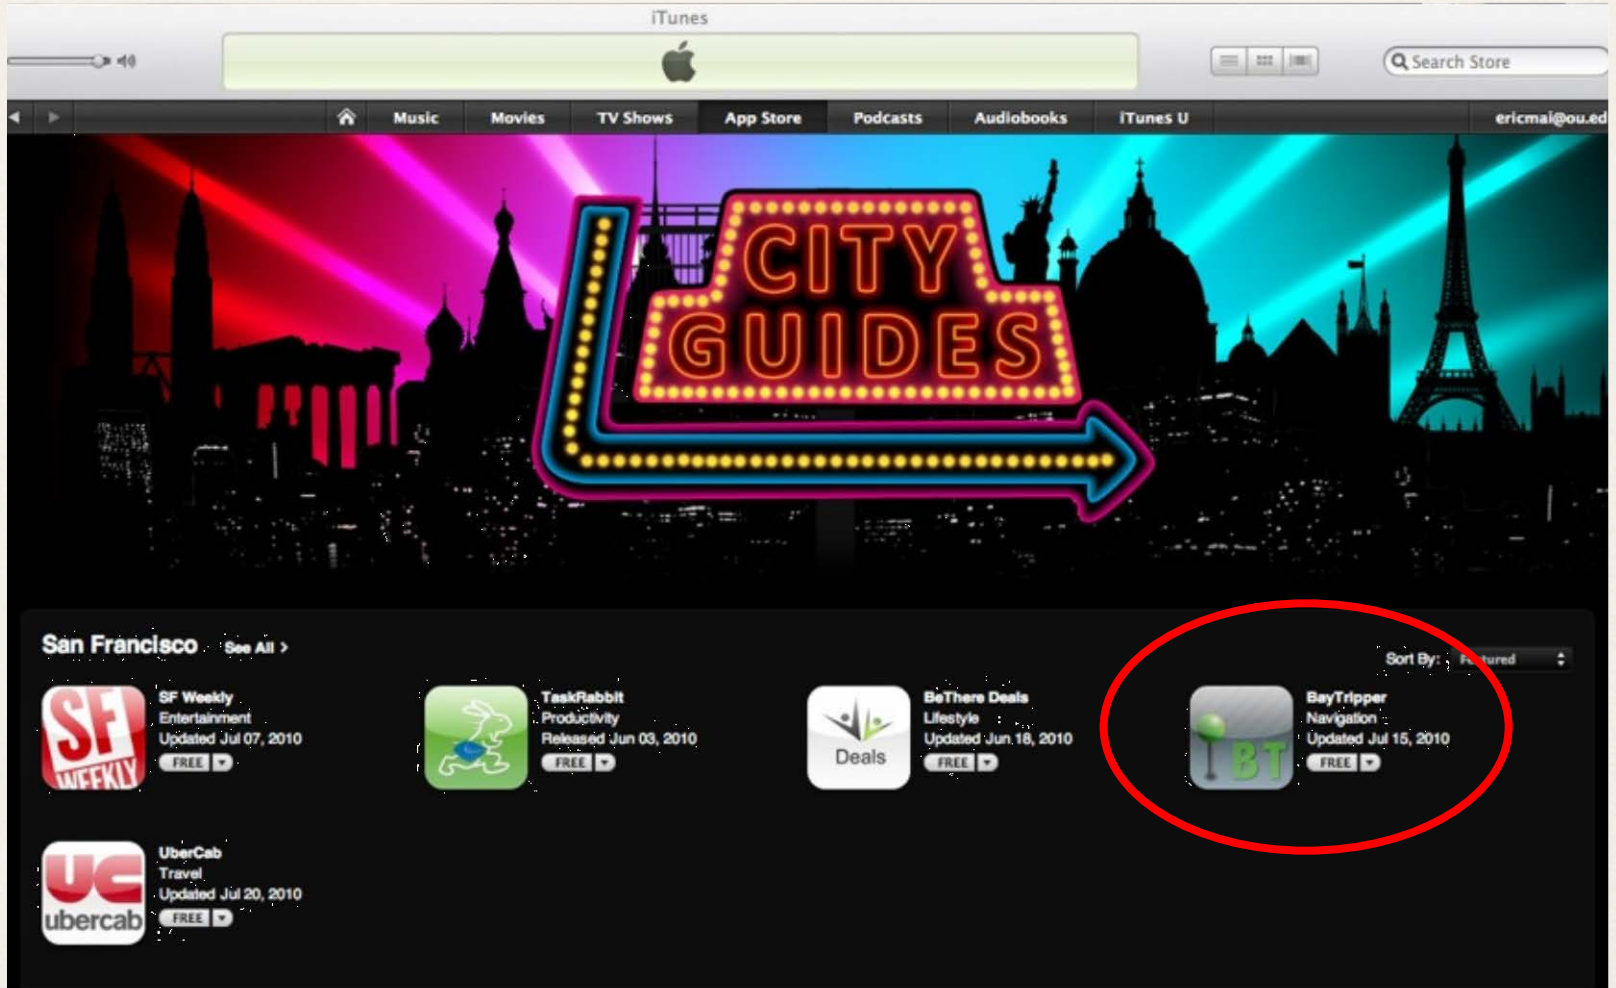 iTunes
Search Store
Music Movies TV Shows App Store Podcasts Audiobooks iTunes U ericmai@ou.ed
CITY
GUIDES
San Francisco See All >
Sort By: Featured
SF WEEKLY
SF Weekly
Entertainment
Updated Jul 07, 2010
FREE
TaskRabbit
Productivity
Released Jun 03, 2010
FREE
Deals
BeThere Deals
Lifestyle
Updated Jun 18, 2010
FREE
BT
BayTripper
Navigation
Updated Jul 15, 2010
FREE
UC
ubercab
UberCab
Travel
Updated Jul 20, 2010
FREE